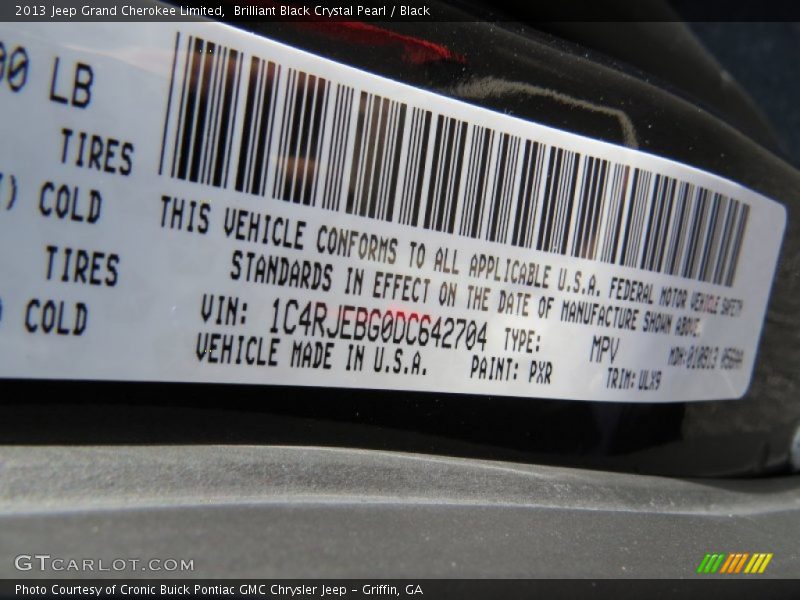 2013 Jeep Grand Cherokee Limited, Brilliant Black Crystal Pearl / Black
00 LB
TIRES
COLD
TIRES
COLD
THIS VEHICLE CONFORMS TO ALL APPLICABLE U.S.A. FEDERAL MOTOR VEHICLE SAFETY
STANDARDS IN EFFECT ON THE DATE OF MANUFACTURE SHOWN ABOVE.
VIN: 1C4RJEBG0DC642704 TYPE: MPV
VEHICLE MADE IN U.S.A. PAINT: PXR TRIM: ULX9
GTCARLOT.COM
Photo Courtesy of Cronic Buick Pontiac GMC Chrysler Jeep - Griffin, GA